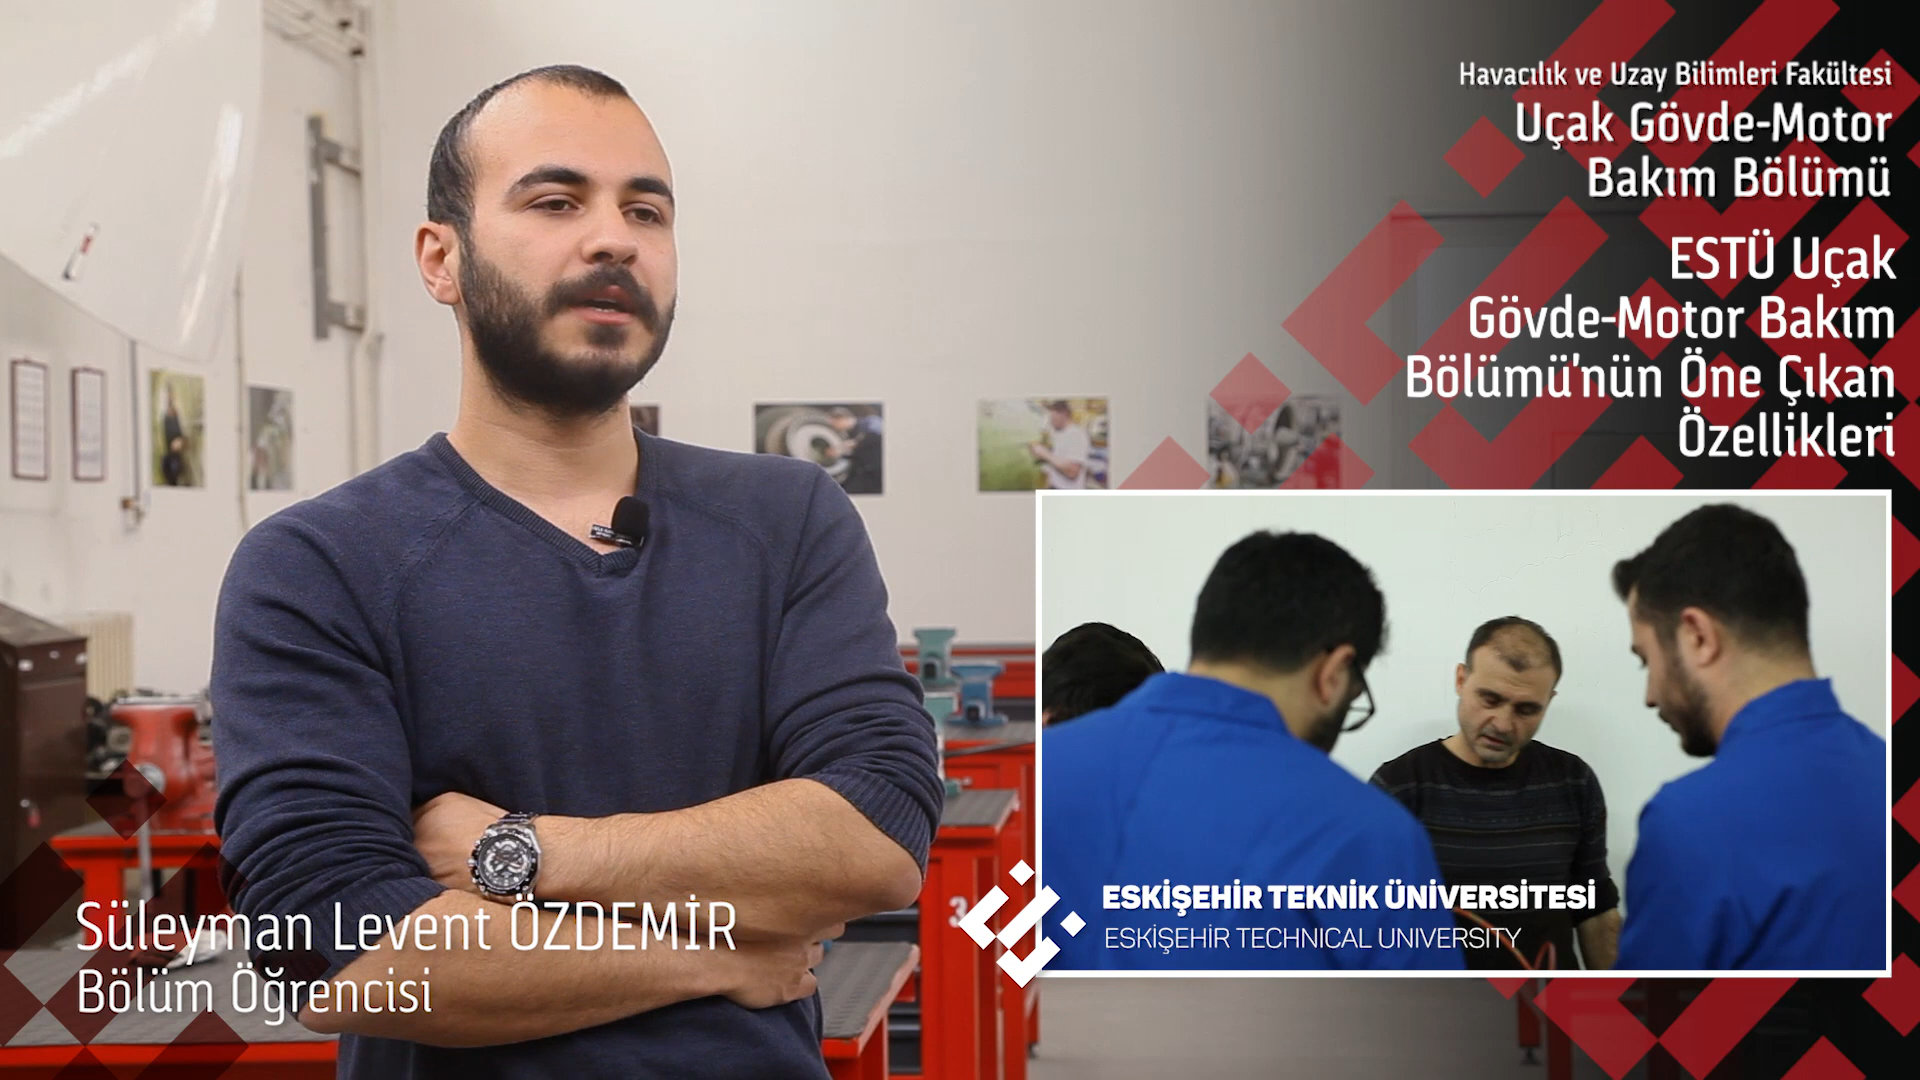 Havacılık ve Uzay Bilimleri Fakültesi
Uçak Gövde-Motor
Bakım Bölümü
ESTÜ Uçak
Gövde-Motor Bakım
Bölümü'nün Öne Çıkan
Özellikleri
3
ESKİŞEHİR TEKNİK ÜNİVERSİTESİ
ESKİŞEHİR TECHNICAL UNIVERSITY
Süleyman Levent ÖZDEMİR
Bölüm Öğrencisi